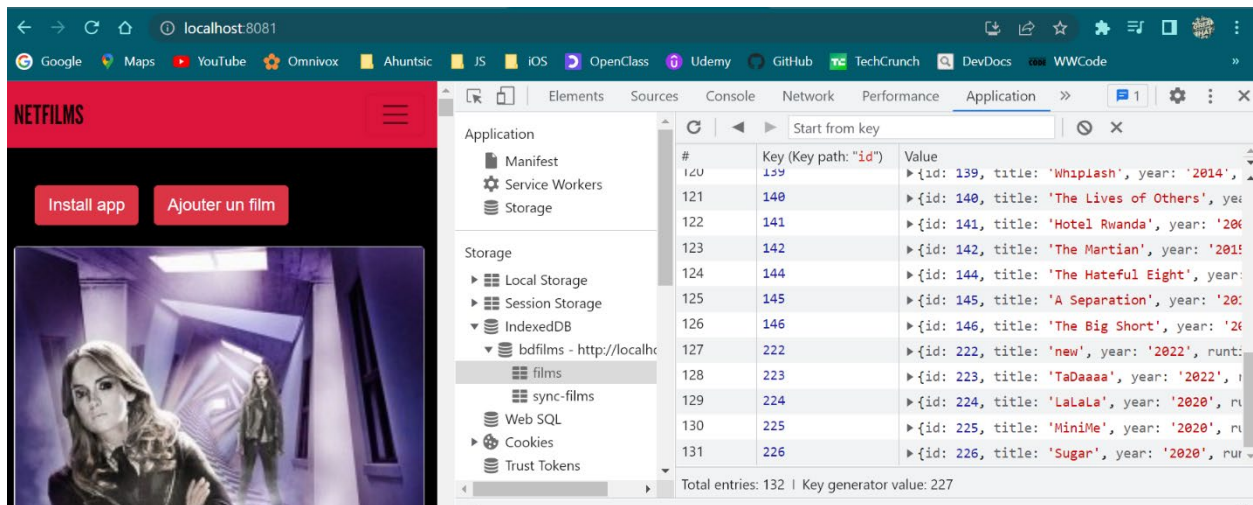 localhost:8081
Google Maps YouTube Omnivox Ahuntsic JS iOS OpenClass Udemy GitHub TechCrunch DevDocs WWCode »
NETFILMS
Install app Ajouter un film
Elements Sources Console Network Performance Application » 1
Application
Manifest
Service Workers
Storage
Storage
Local Storage
Session Storage
IndexedDB
bdfilms - http://localho
films
sync-films
Web SQL
Cookies
Trust Tokens
Start from key
# Key (Key path: "id") Value
120 139 {id: 139, title: 'Whiplash', year: '2014',
121 140 {id: 140, title: 'The Lives of Others', yea
122 141 {id: 141, title: 'Hotel Rwanda', year: '200
123 142 {id: 142, title: 'The Martian', year: '2015
124 144 {id: 144, title: 'The Hateful Eight', year:
125 145 {id: 145, title: 'A Separation', year: '201
126 146 {id: 146, title: 'The Big Short', year: '20
127 222 {id: 222, title: 'new', year: '2022', runti
128 223 {id: 223, title: 'TaDaaaa', year: '2022', r
129 224 {id: 224, title: 'LaLaLa', year: '2020', ru
130 225 {id: 225, title: 'MiniMe', year: '2020', ru
131 226 {id: 226, title: 'Sugar', year: '2020', run
Total entries: 132 | Key generator value: 227